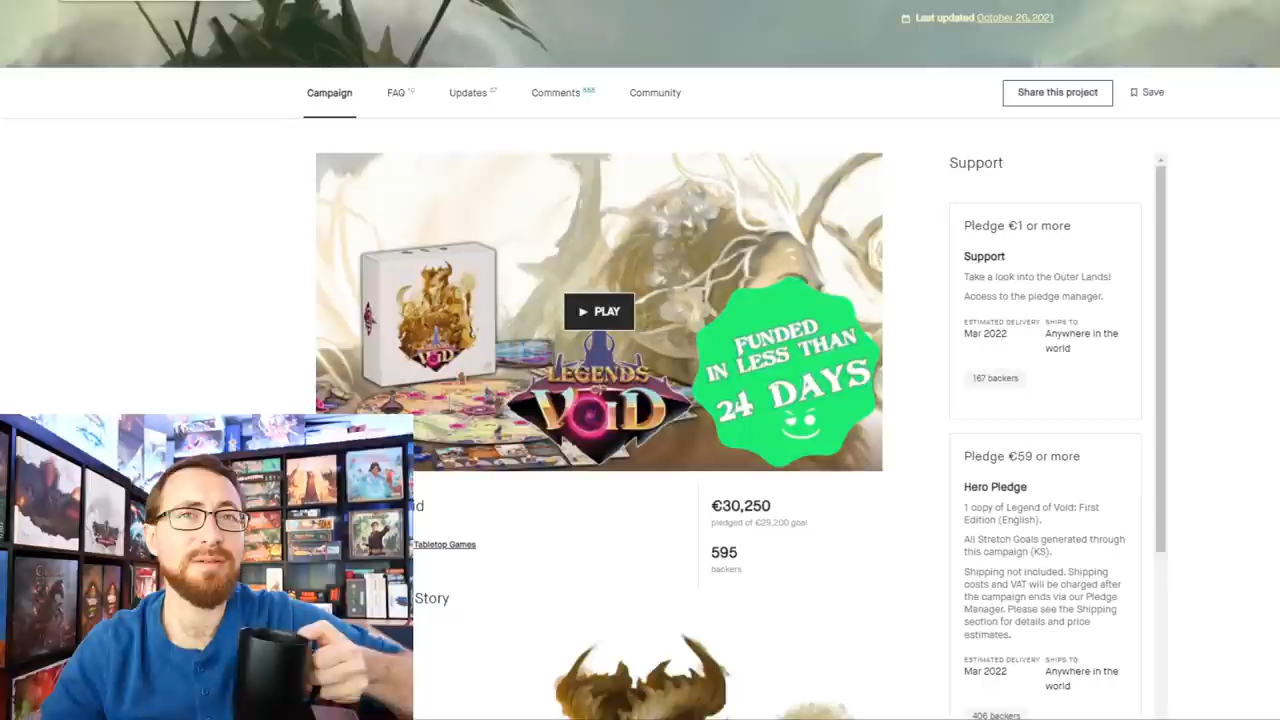 Last updated October 26, 2021
Campaign
FAQ
Updates
Comments
Community
Share this project
Save
PLAY
VOID
LEGENDS
OF
VOID
FUNDED
IN LESS THAN
24 DAYS
€30,250
pledged of €29,200 goal
595
backers
Tabletop Games
Story
Support
Pledge €1 or more
Support
Take a look into the Outer Lands!
Access to the pledge manager.
ESTIMATED DELIVERY SHIPS TO
Mar 2022 Anywhere in the
world
167 backers
Pledge €59 or more
Hero Pledge
1 copy of Legend of Void: First
Edition (English).
All Stretch Goals generated through
this campaign (KS).
Shipping not included. Shipping
costs and VAT will be charged after
the campaign ends via our Pledge
Manager. Please see the Shipping
section for details and price
estimates.
ESTIMATED DELIVERY SHIPS TO
Mar 2022 Anywhere in the
world
406 backers